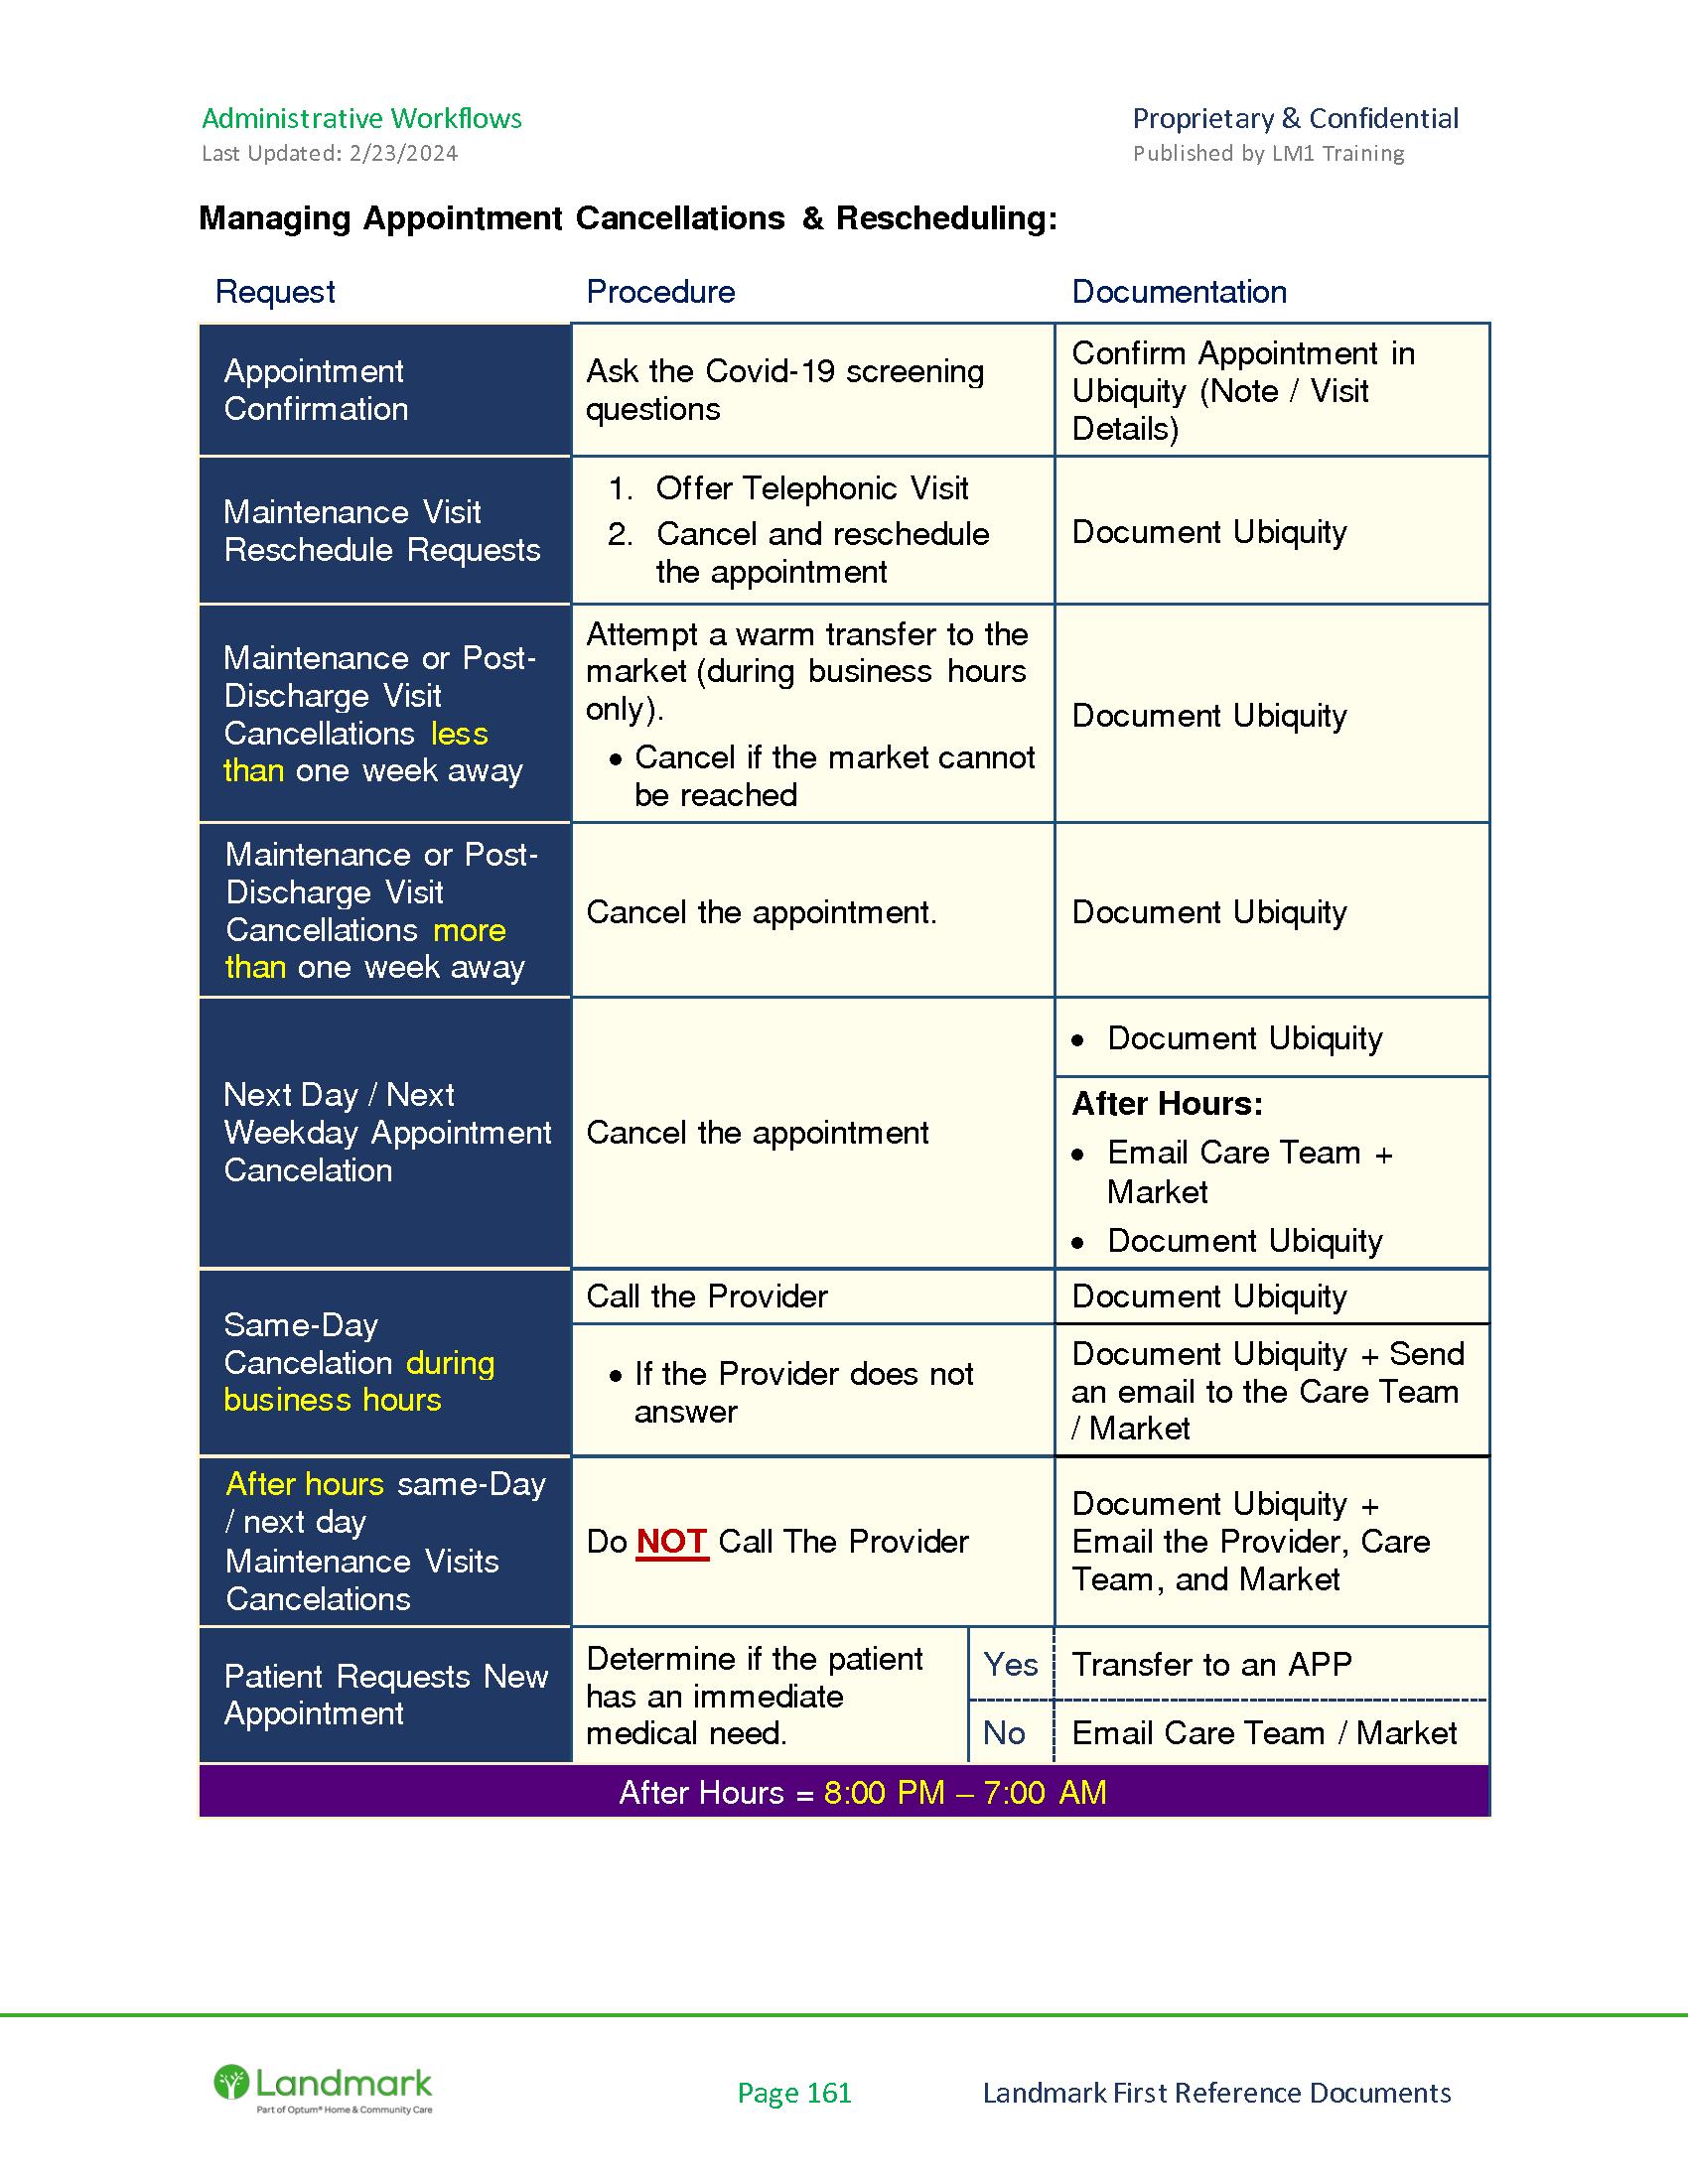 Administrative Workflows
Proprietary & Confidential
Last Updated: 2/23/2024
Published by LM1 Training
Managing Appointment Cancellations & Rescheduling:
Request
Procedure
Documentation
Appointment
Confirmation
Ask the Covid-19 screening
questions
Confirm Appointment in
Ubiquity (Note / Visit
Details)
Maintenance Visit
Reschedule Requests
1. Offer Telephonic Visit
2. Cancel and reschedule
the appointment
Document Ubiquity
Maintenance or Post-
Discharge Visit
Cancellations less
than one week away
Attempt a warm transfer to the
market (during business hours
only).
• Cancel if the market cannot
be reached
Document Ubiquity
Maintenance or Post-
Discharge Visit
Cancellations more
than one week away
Cancel the appointment.
Document Ubiquity
Next Day / Next
Weekday Appointment
Cancelation
Cancel the appointment
• Document Ubiquity
After Hours:
• Email Care Team +
Market
• Document Ubiquity
Same-Day
Cancelation during
business hours
Call the Provider
Document Ubiquity
• If the Provider does not
answer
Document Ubiquity + Send
an email to the Care Team
/ Market
After hours same-Day
/ next day
Maintenance Visits
Cancelations
Do NOT Call The Provider
Document Ubiquity +
Email the Provider, Care
Team, and Market
Patient Requests New
Appointment
Determine if the patient
has an immediate
medical need.
Yes
Transfer to an APP
No
Email Care Team / Market
After Hours = 8:00 PM – 7:00 AM
Landmark
Part of Optum® Home & Community Care
Page 161
Landmark First Reference Documents